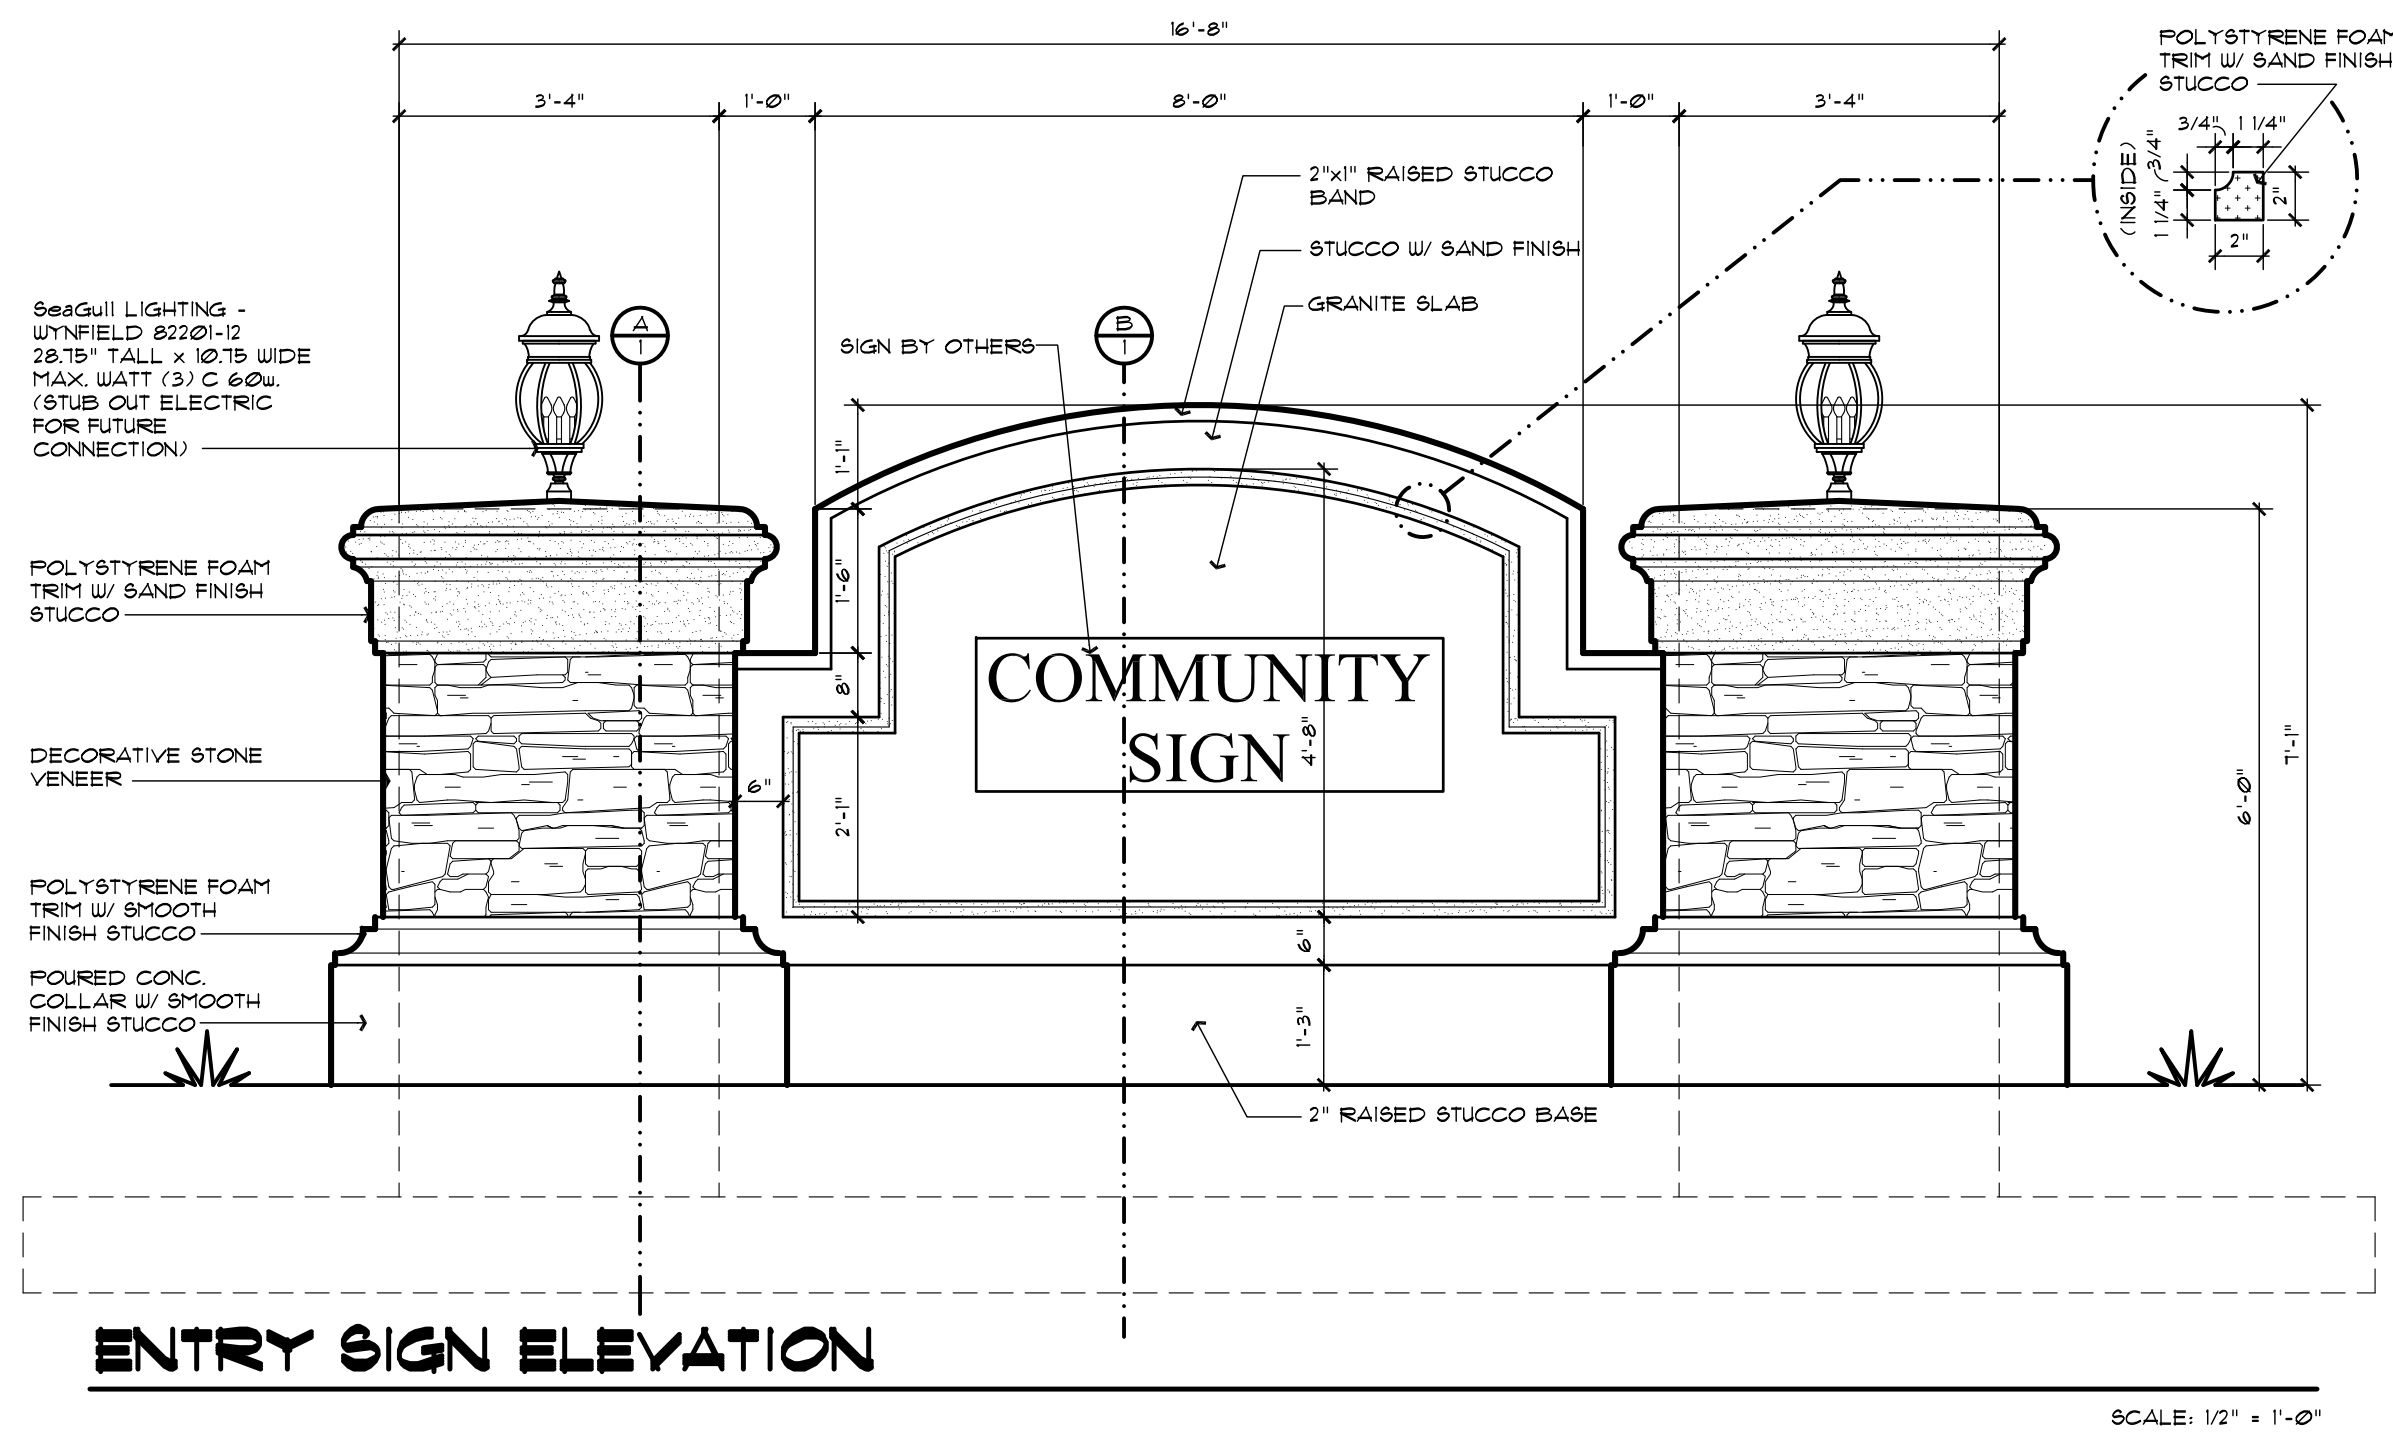 16'-8"
3'-4"
1'-0"
8'-0"
1'-0"
3'-4"
POLYSTYRENE FOAM
TRIM W/ SAND FINISH
STUCCO
3/4"
1 1/4"
(INSIDE)
3/4"
1 1/4"
2"
2"
2"x1" RAISED STUCCO
BAND
STUCCO W/ SAND FINISH
GRANITE SLAB
SIGN BY OTHERS
A
1
B
1
SeaGull LIGHTING -
WYNFIELD 82201-12
28.75" TALL x 10.75 WIDE
MAX. WATT (3) C 60w.
(STUB OUT ELECTRIC
FOR FUTURE
CONNECTION)
1'-1"
1'-6"
8"
2'-1"
6"
POLYSTYRENE FOAM
TRIM W/ SAND FINISH
STUCCO
DECORATIVE STONE
VENEER
COMMUNITY
SIGN
4'-8"
6"
1'-3"
6'-0"
7'-1"
POLYSTYRENE FOAM
TRIM W/ SMOOTH
FINISH STUCCO
POURED CONC.
COLLAR W/ SMOOTH
FINISH STUCCO
2" RAISED STUCCO BASE
ENTRY SIGN ELEVATION
SCALE: 1/2" = 1'-0"